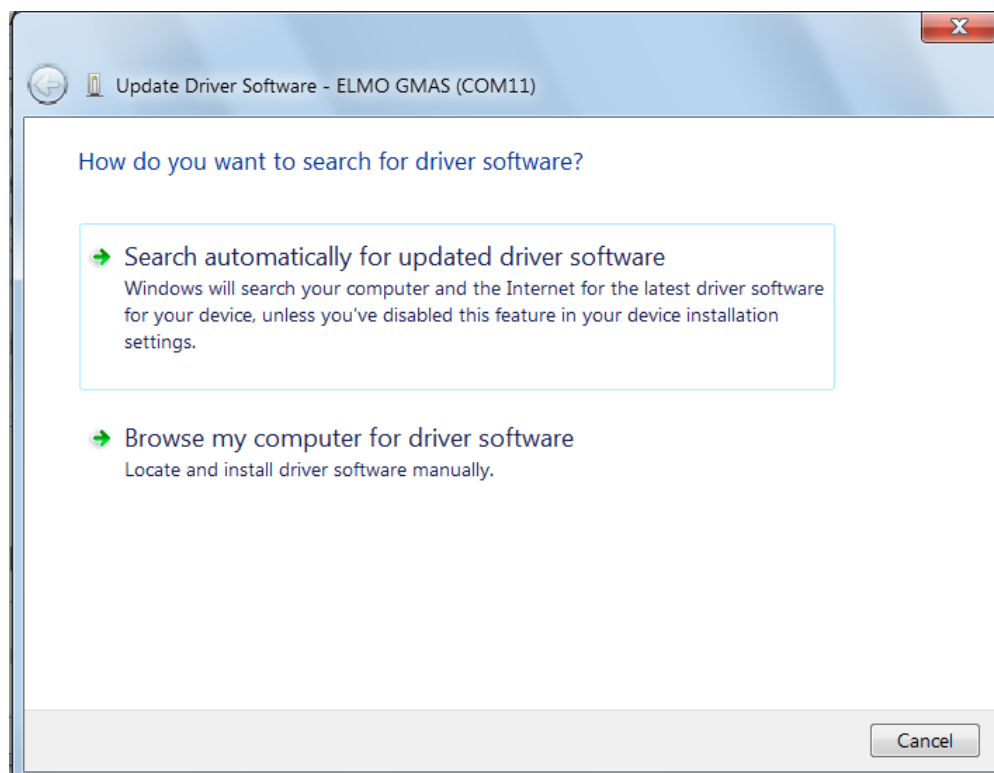 Update Driver Software - ELMO GMAS (COM11)
How do you want to search for driver software?
Search automatically for updated driver software
Windows will search your computer and the Internet for the latest driver software
for your device, unless you've disabled this feature in your device installation
settings.
Browse my computer for driver software
Locate and install driver software manually.
Cancel